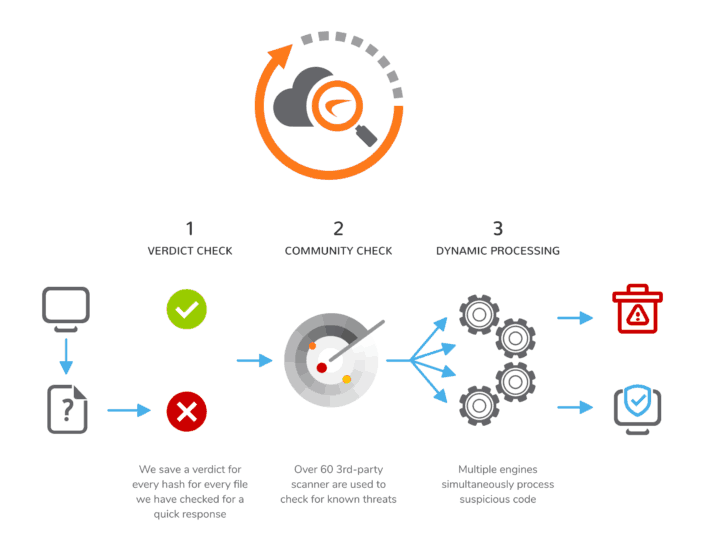 1
VERDICT CHECK
2
COMMUNITY CHECK
3
DYNAMIC PROCESSING
?
We save a verdict for
every hash for every file
we have checked for a
quick response
Over 60 3rd-party
scanner are used to
check for known threats
Multiple engines
simultaneously process
suspicious code